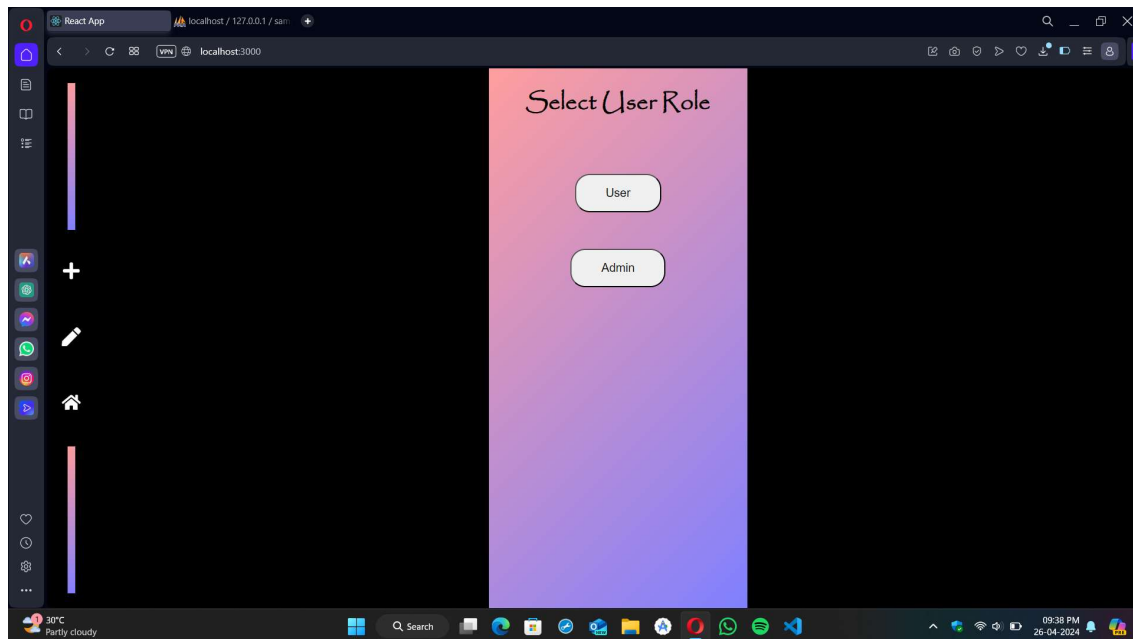 React App
localhost / 127.0.0.1 / sam
VPN
localhost:3000
Select User Role
User
Admin
1
30°C
Partly cloudy
Search
09:38 PM
26-04-2024